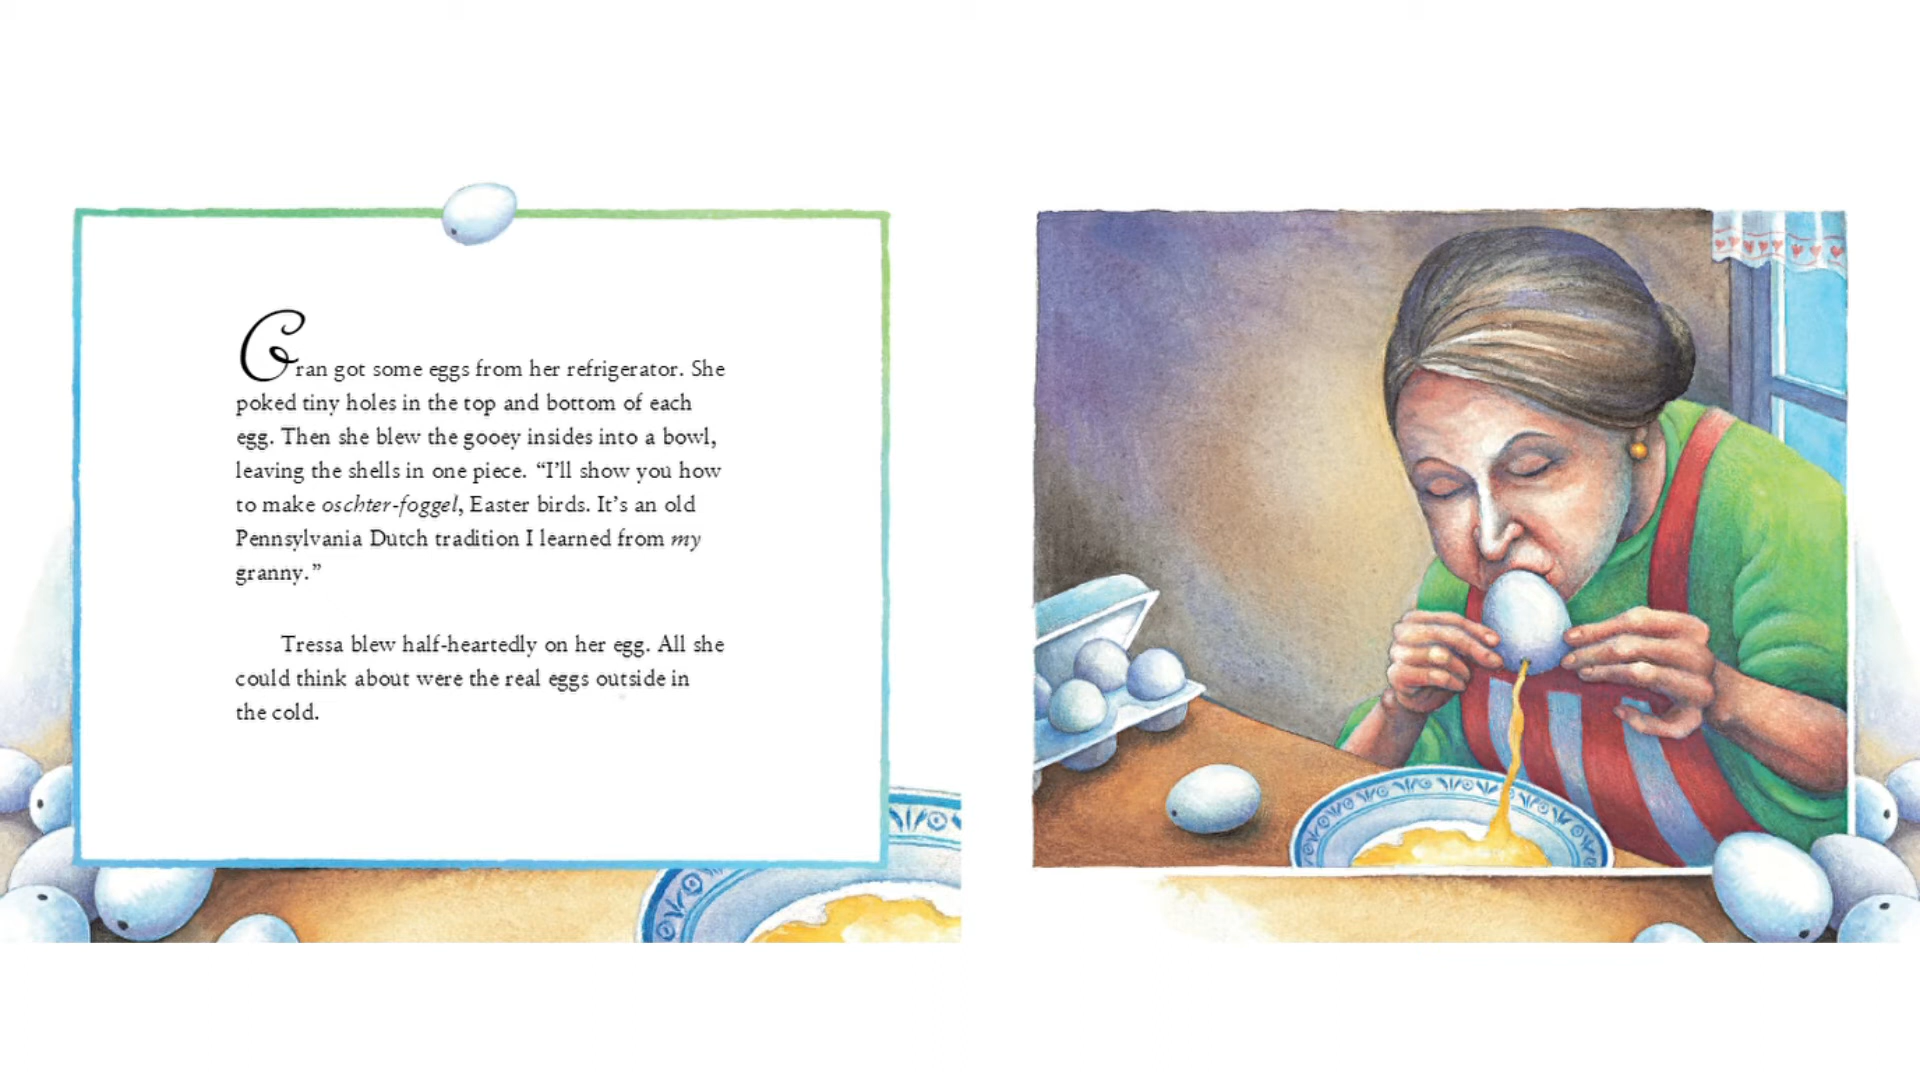 Gran got some eggs from her refrigerator. She
poked tiny holes in the top and bottom of each
egg. Then she blew the gooey insides into a bowl,
leaving the shells in one piece. “I’ll show you how
to make oschter-foggel, Easter birds. It’s an old
Pennsylvania Dutch tradition I learned from my
granny.”
Tressa blew half-heartedly on her egg. All she
could think about were the real eggs outside in
the cold.